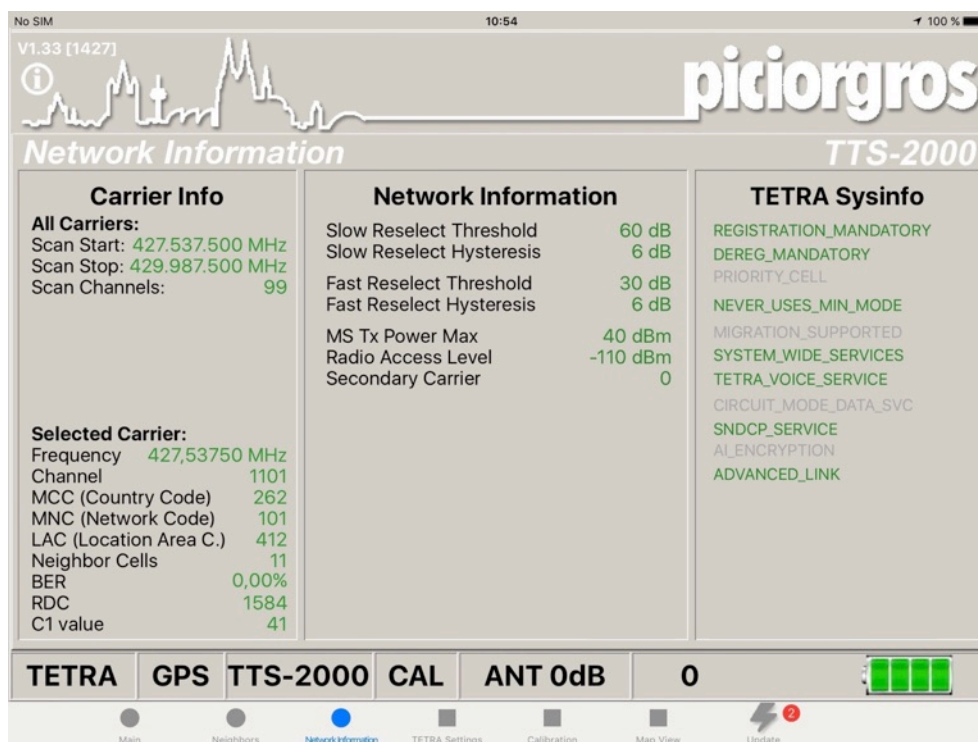 No SIM 10:54 100 %
V1.33 [1427]
piciorgros
Network Information TTS-2000
Carrier Info
All Carriers:
Scan Start: 427.537.500 MHz
Scan Stop: 429.987.500 MHz
Scan Channels: 99
Selected Carrier:
Frequency 427,53750 MHz
Channel 1101
MCC (Country Code) 262
MNC (Network Code) 101
LAC (Location Area C.) 412
Neighbor Cells 11
BER 0,00%
RDC 1584
C1 value 41
Network Information
Slow Reselect Threshold 60 dB
Slow Reselect Hysteresis 6 dB
Fast Reselect Threshold 30 dB
Fast Reselect Hysteresis 6 dB
MS Tx Power Max 40 dBm
Radio Access Level -110 dBm
Secondary Carrier 0
TETRA Sysinfo
REGISTRATION_MANDATORY
DEREG_MANDATORY
PRIORITY_CELL
NEVER_USES_MIN_MODE
MIGRATION_SUPPORTED
SYSTEM_WIDE_SERVICES
TETRA_VOICE_SERVICE
CIRCUIT_MODE_DATA_SVC
SNDCP_SERVICE
AI_ENCRYPTION
ADVANCED_LINK
TETRA GPS TTS-2000 CAL ANT 0dB 0
2
Main Neighbors Network Information TETRA Settings Calibration Map View Update